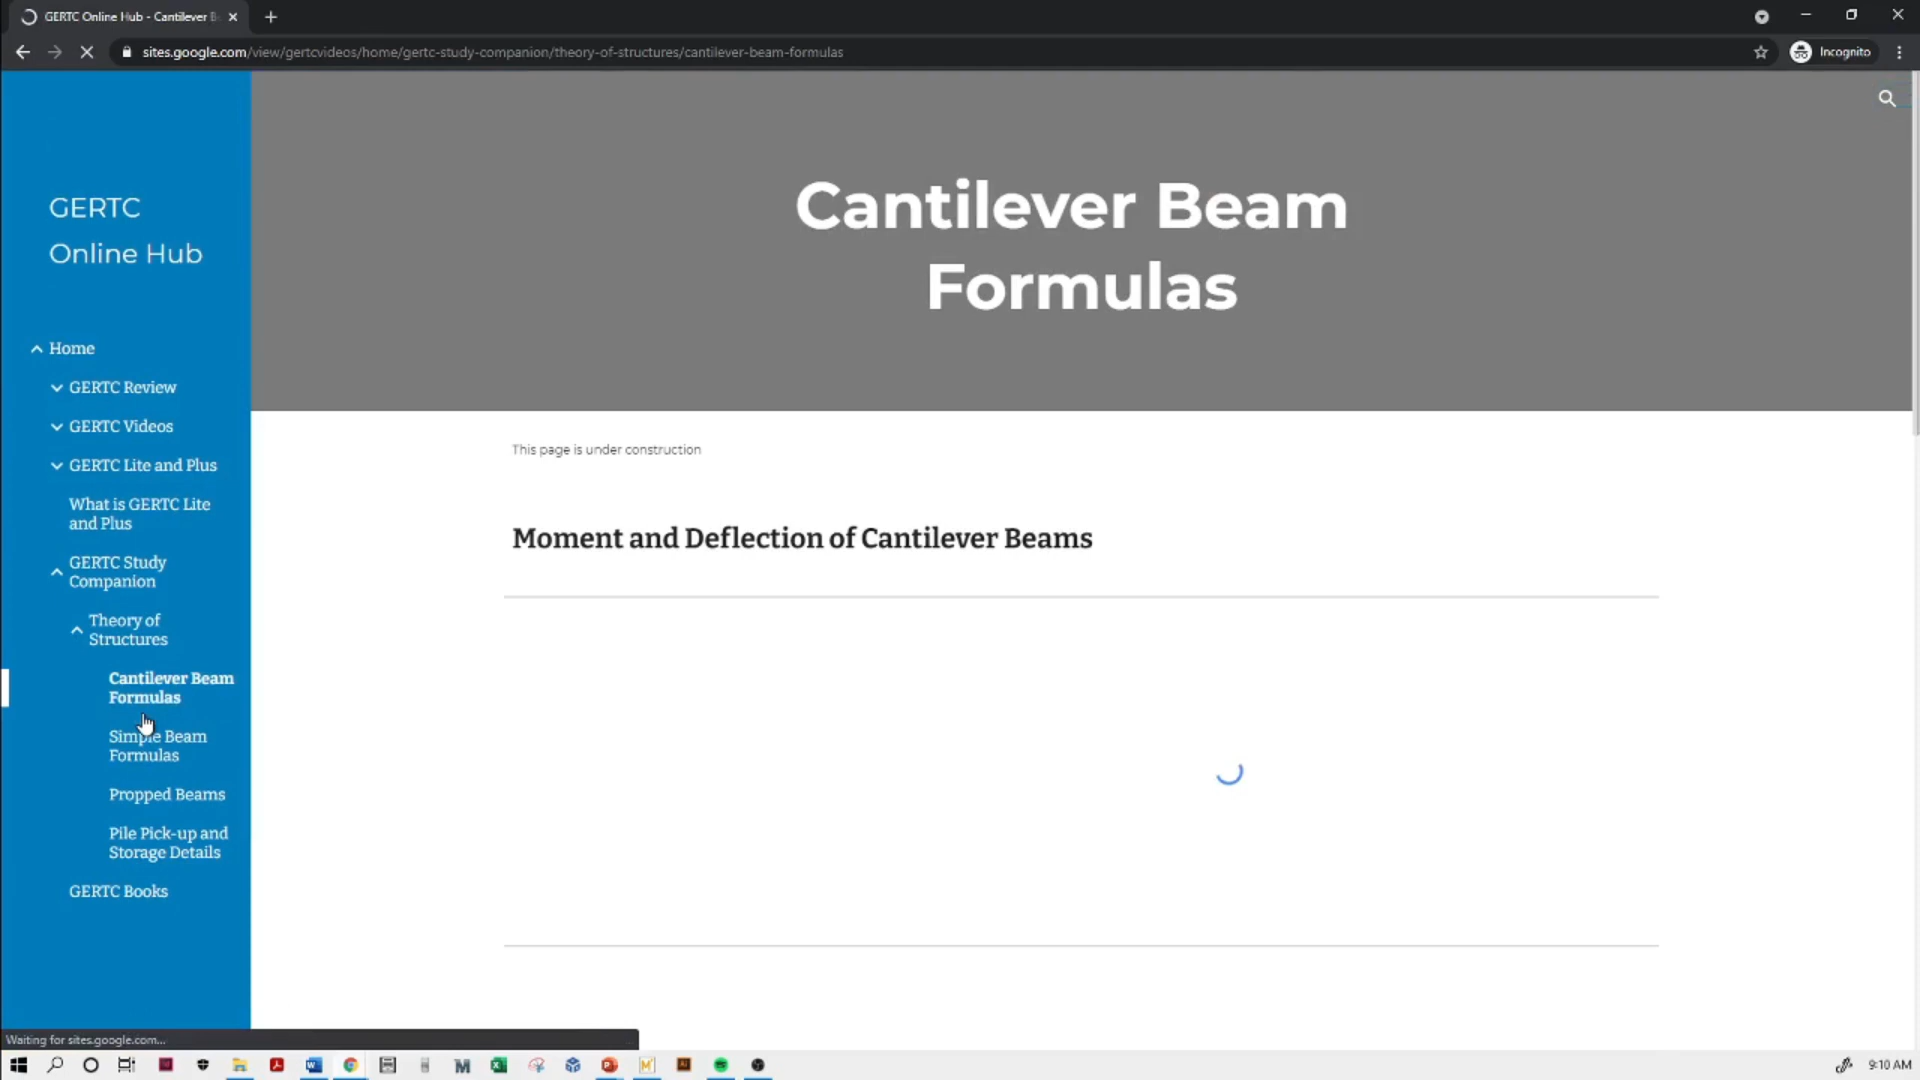 GERTC Online Hub - Cantilever B
sites.google.com/view/gertcvideos/home/gertc-study-companion/theory-of-structures/cantilever-beam-formulas
Incognito
GERTC
Online Hub
Home
GERTC Review
GERTC Videos
GERTC Lite and Plus
What is GERTC Lite
and Plus
GERTC Study
Companion
Theory of
Structures
Cantilever Beam
Formulas
Simple Beam
Formulas
Propped Beams
Pile Pick-up and
Storage Details
GERTC Books
Cantilever Beam
Formulas
This page is under construction
Moment and Deflection of Cantilever Beams
Waiting for sites.google.com...
9:10 AM